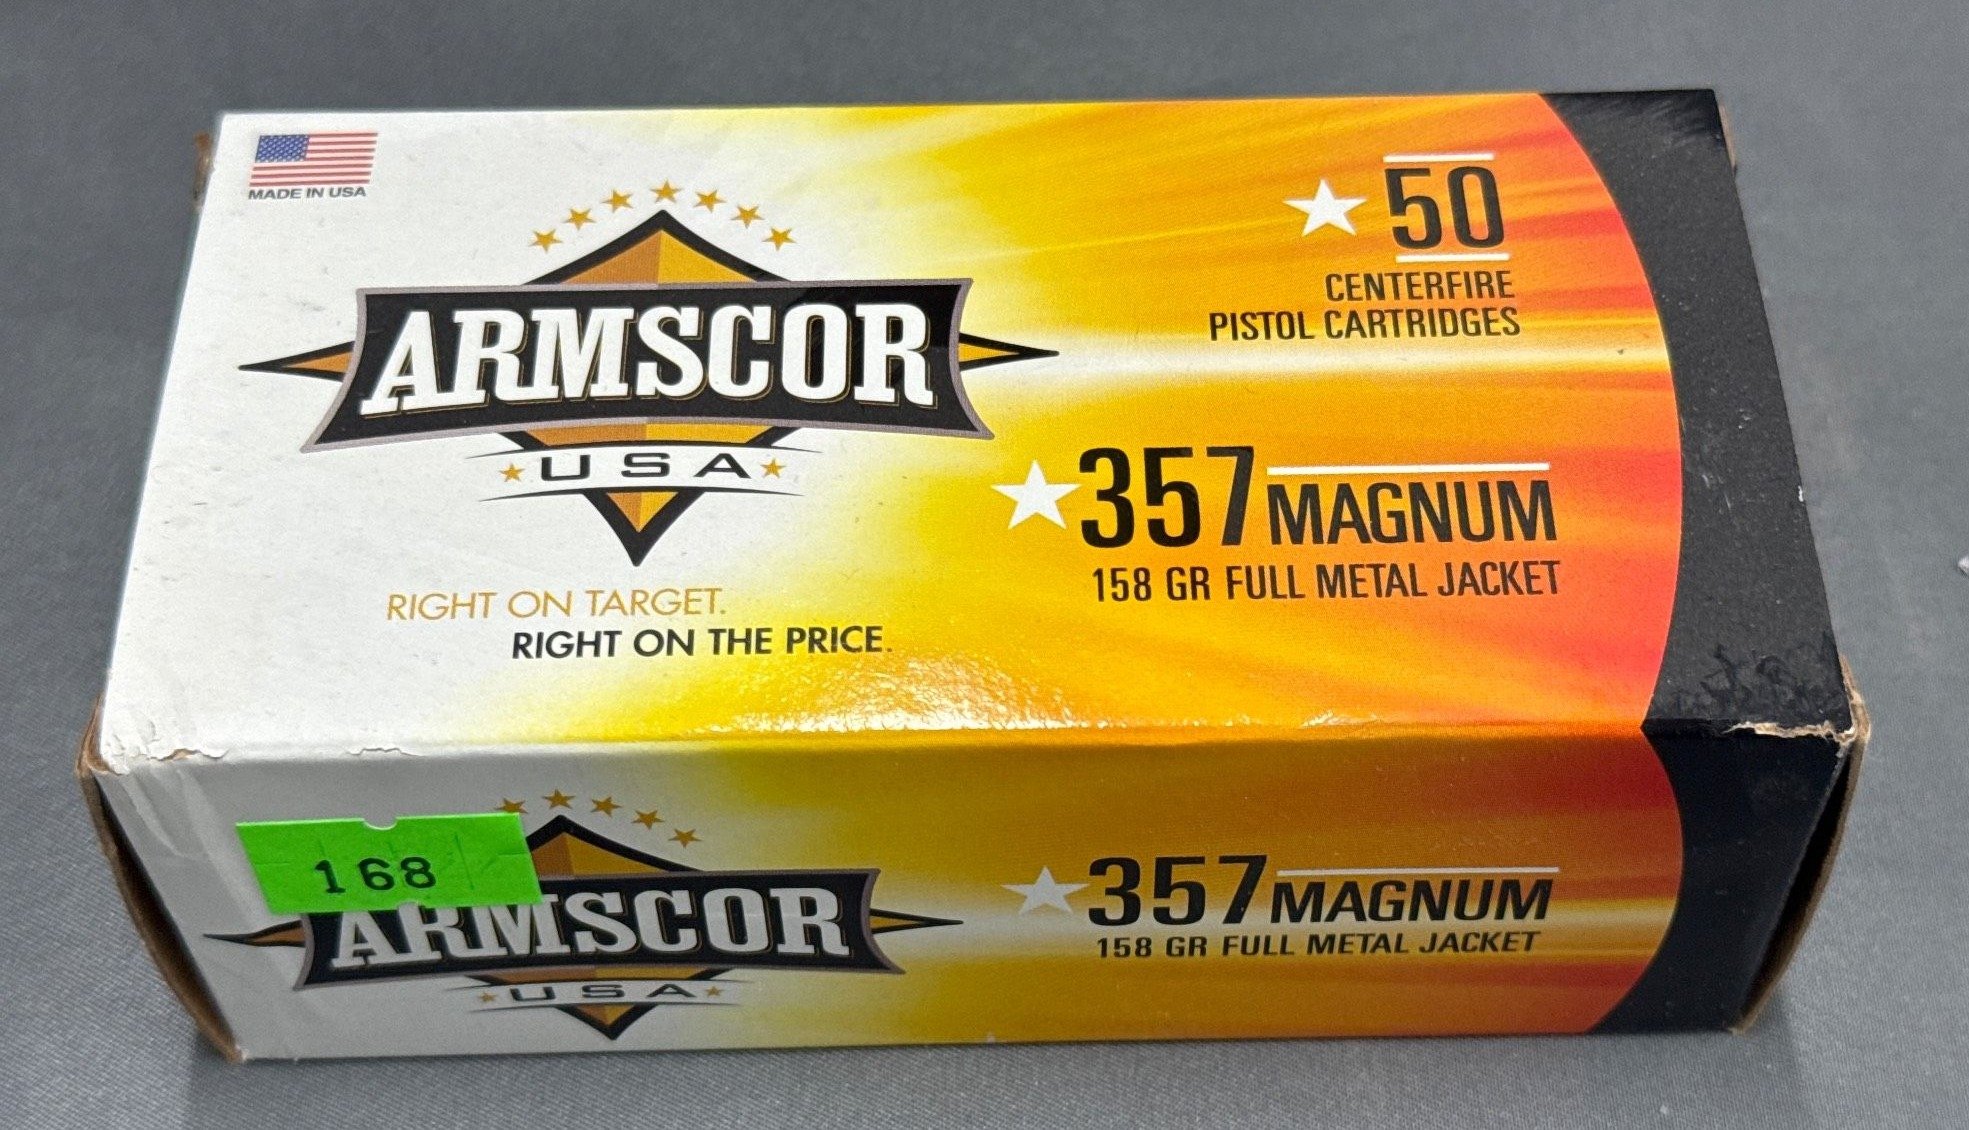 MADE IN USA
ARMSCOR
USA
RIGHT ON TARGET.
RIGHT ON THE PRICE.
50
CENTERFIRE
PISTOL CARTRIDGES
357 MAGNUM
158 GR FULL METAL JACKET
168
ARMSCOR
USA
357 MAGNUM
158 GR FULL METAL JACKET